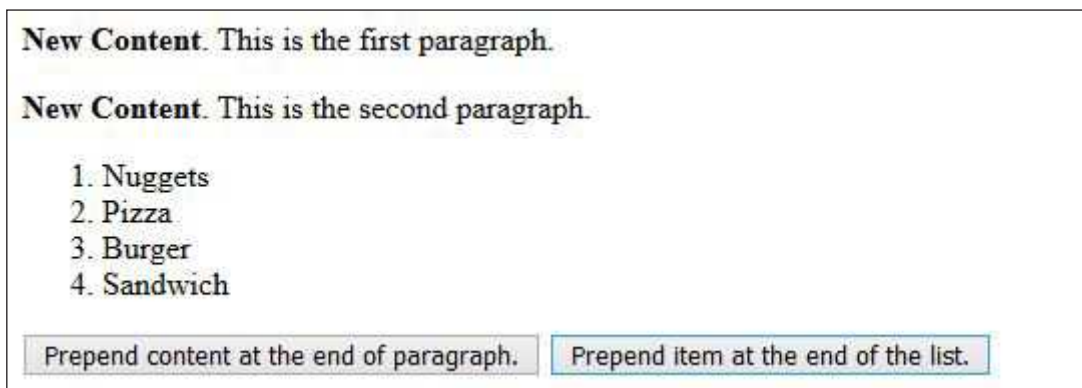 New Content. This is the first paragraph.
New Content. This is the second paragraph.
1. Nuggets
2. Pizza
3. Burger
4. Sandwich
Prepend content at the end of paragraph. Prepend item at the end of the list.